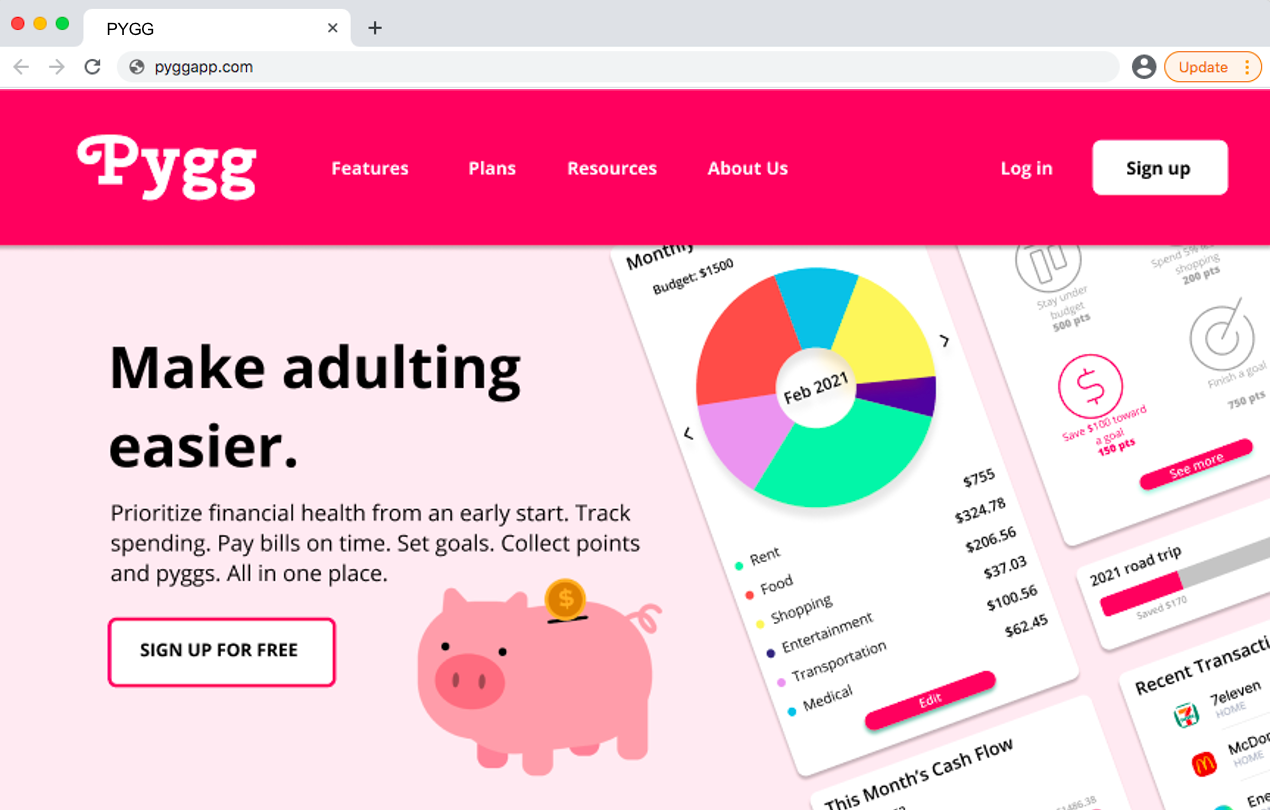 PYGG
pyggapp.com
Update
Pygg
Features
Plans
Resources
About Us
Log in
Sign up
Make adulting
easier.
Prioritize financial health from an early start. Track
spending. Pay bills on time. Set goals. Collect points
and pyggs. All in one place.
SIGN UP FOR FREE
$
Monthly
Budget: $1500
Feb 2021
Rent $755
Food $324.78
Shopping $206.56
Entertainment $37.03
Transportation $100.56
Medical $62.45
Edit
This Month's Cash Flow
$1486.38
Stay under
budget
500 pts
Spend 5%
shopping
200 pts
$
Save $100 toward
a goal
150 pts
Finish a goal
750 pts
See more
2021 road trip
Saved $170
Recent Transacti
7eleven
HOME
McDo
HOME
Ene